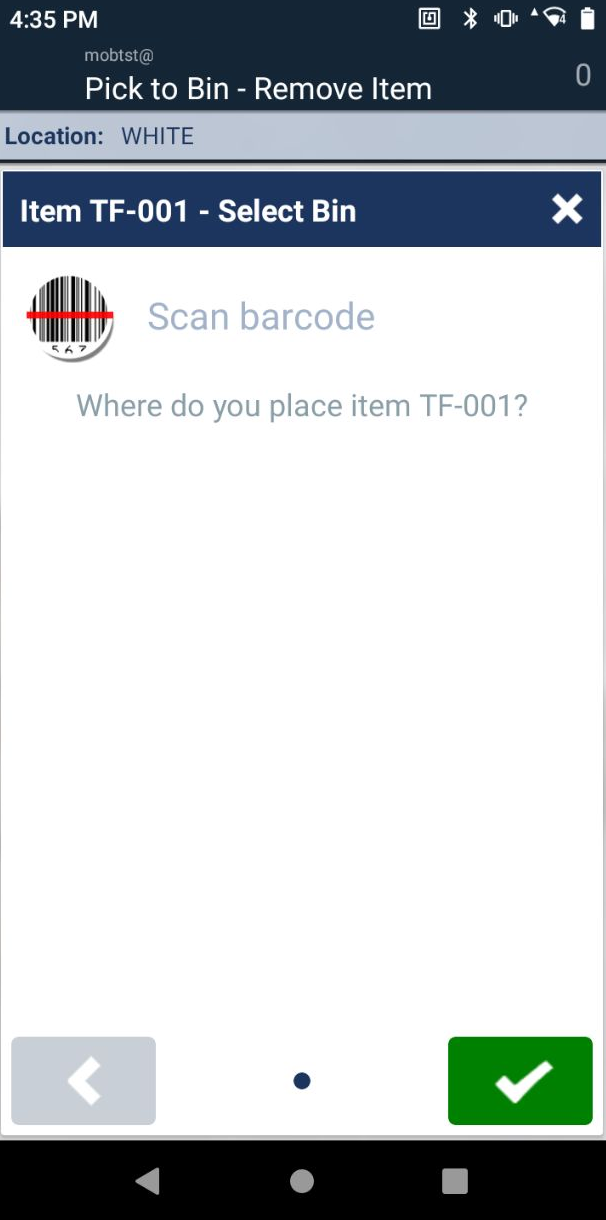 4:35 PM
mobtst@
Pick to Bin - Remove Item
0
Location: WHITE
Item TF-001 - Select Bin
567
Scan barcode
Where do you place item TF-001?